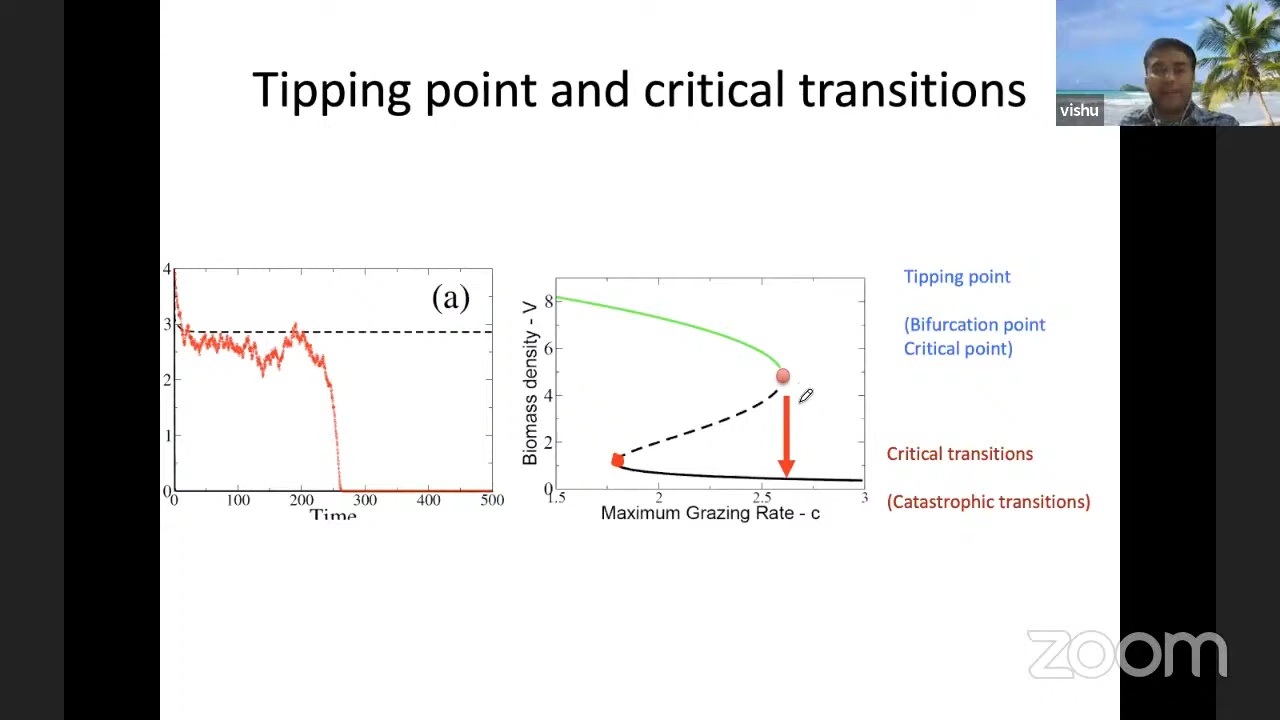 Tipping point and critical transitions
vishu
4
3
2
1
0
(a)
0
100
200
300
400
500
Time
Biomass density - V
8
6
4
2
0
1.5
2
2.5
3
Maximum Grazing Rate - c
Tipping point
(Bifurcation point
Critical point)
Critical transitions
(Catastrophic transitions)
zoom